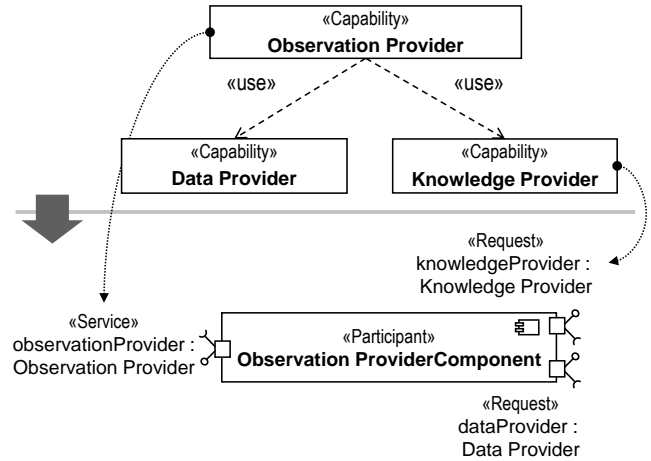 «Capability»
Observation Provider
«use»
«use»
«Capability»
Data Provider
«Capability»
Knowledge Provider
«Request»
knowledgeProvider :
Knowledge Provider
«Service»
observationProvider :
Observation Provider
«Participant»
Observation ProviderComponent
«Request»
dataProvider :
Data Provider